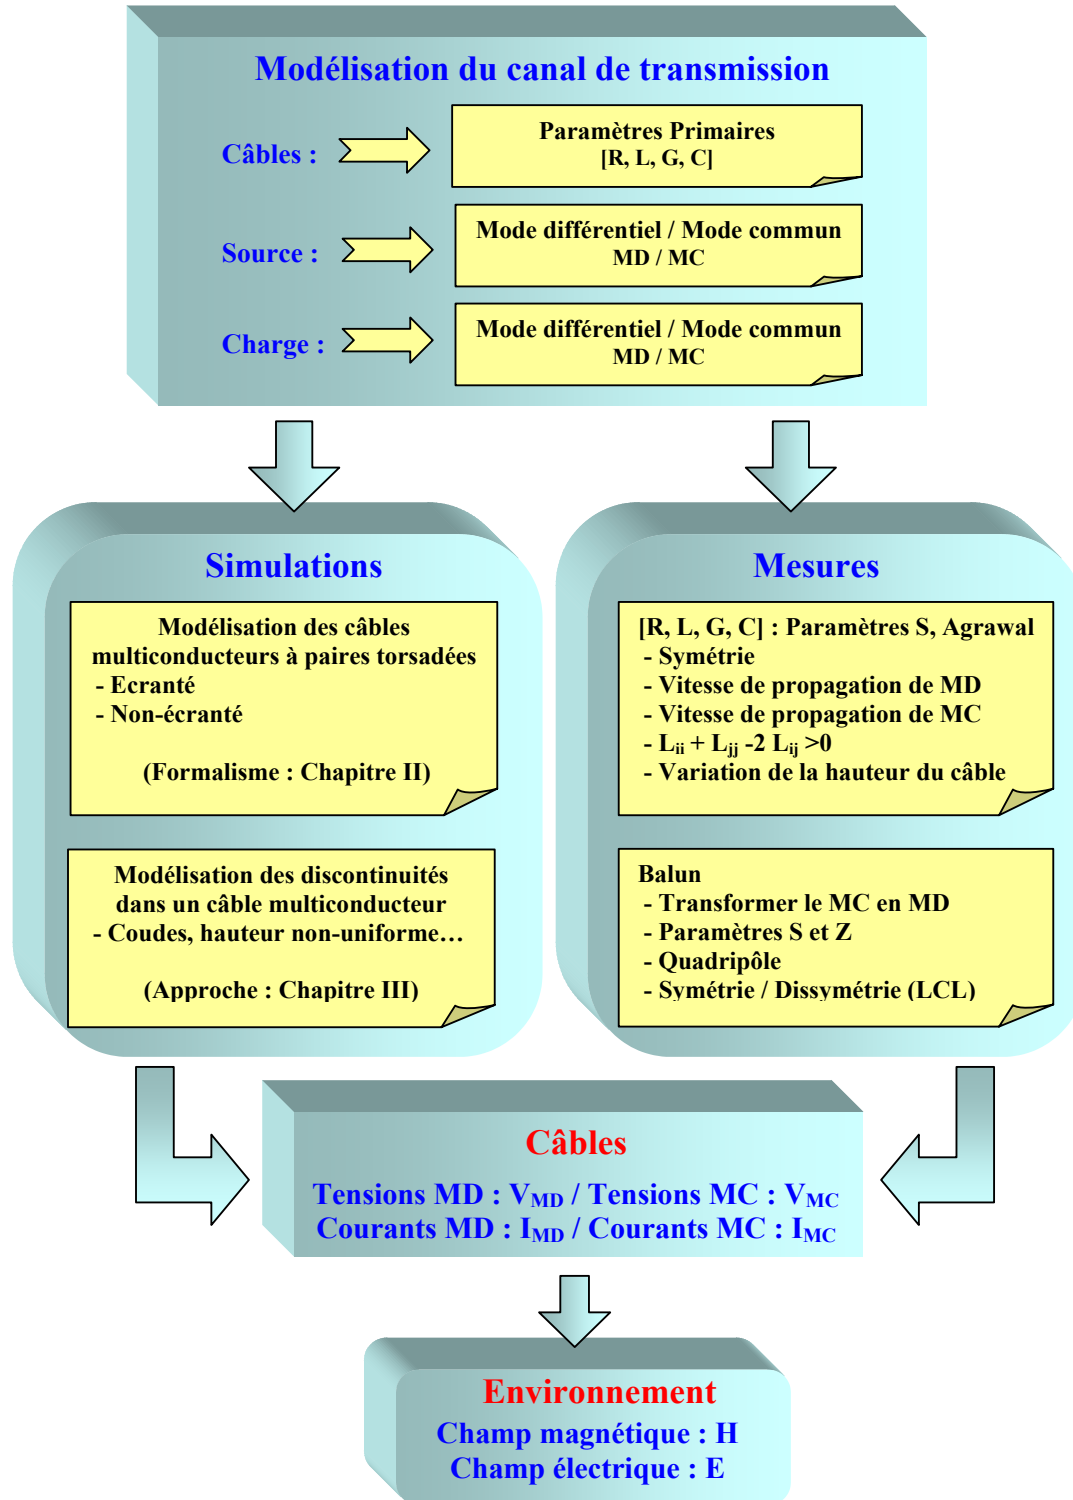 Modélisation du canal de transmission
Câbles :
Paramètres Primaires
[R, L, G, C]
Source :
Mode différentiel / Mode commun
MD / MC
Charge :
Mode différentiel / Mode commun
MD / MC
Simulations
Modélisation des câbles
multiconducteurs à paires torsadées
- Ecranté
- Non-écranté
(Formalisme : Chapitre II)
Modélisation des discontinuités
dans un câble multiconducteur
- Coudes, hauteur non-uniforme…
(Approche : Chapitre III)
Mesures
[R, L, G, C] : Paramètres S, Agrawal
- Symétrie
- Vitesse de propagation de MD
- Vitesse de propagation de MC
- Lii + Ljj -2 Lij >0
- Variation de la hauteur du câble
Balun
- Transformer le MC en MD
- Paramètres S et Z
- Quadripôle
- Symétrie / Dissymétrie (LCL)
Câbles
Tensions MD : VMD / Tensions MC : VMC
Courants MD : IMD / Courants MC : IMC
Environnement
Champ magnétique : H
Champ électrique : E